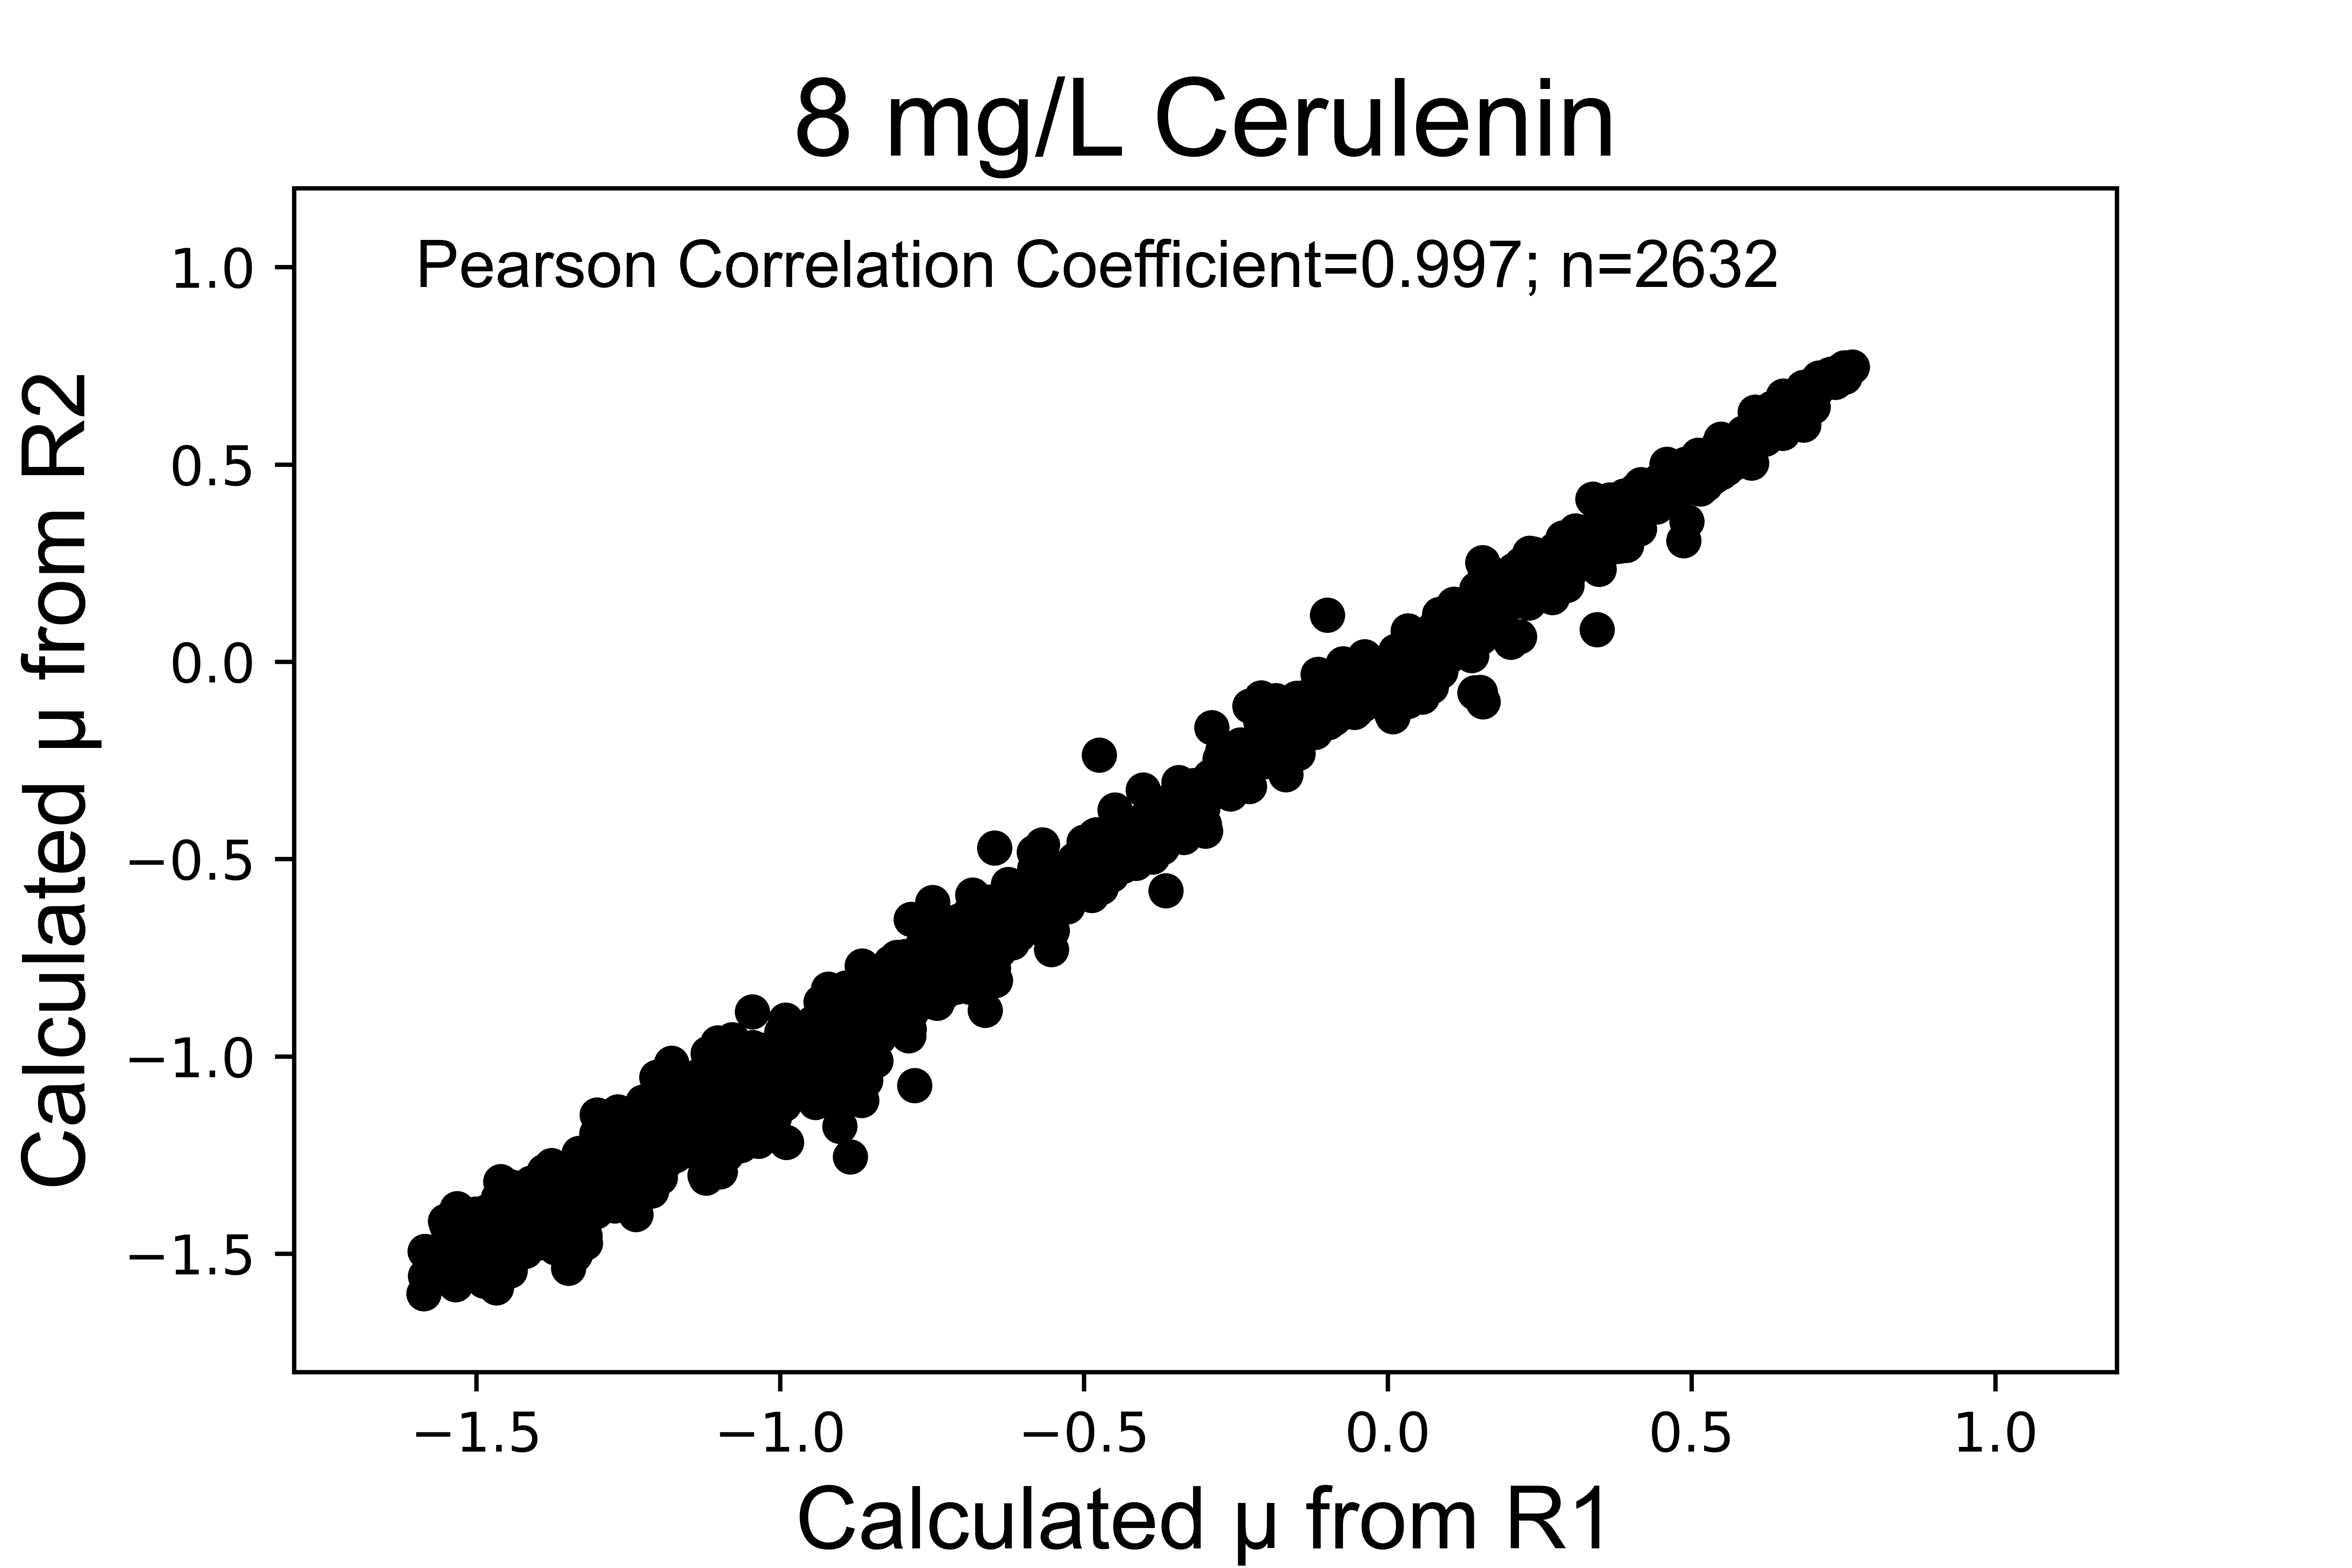 8 mg/L Cerulenin
Pearson Correlation Coefficient=0.997; n=2632
Calculated μ from R2
1.0
0.5
0.0
−0.5
−1.0
−1.5
−1.5 −1.0 −0.5 0.0 0.5 1.0
Calculated μ from R1